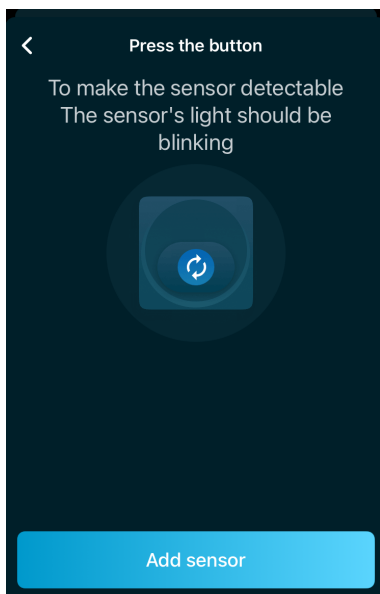 Press the button
To make the sensor detectable
The sensor's light should be
blinking
Add sensor